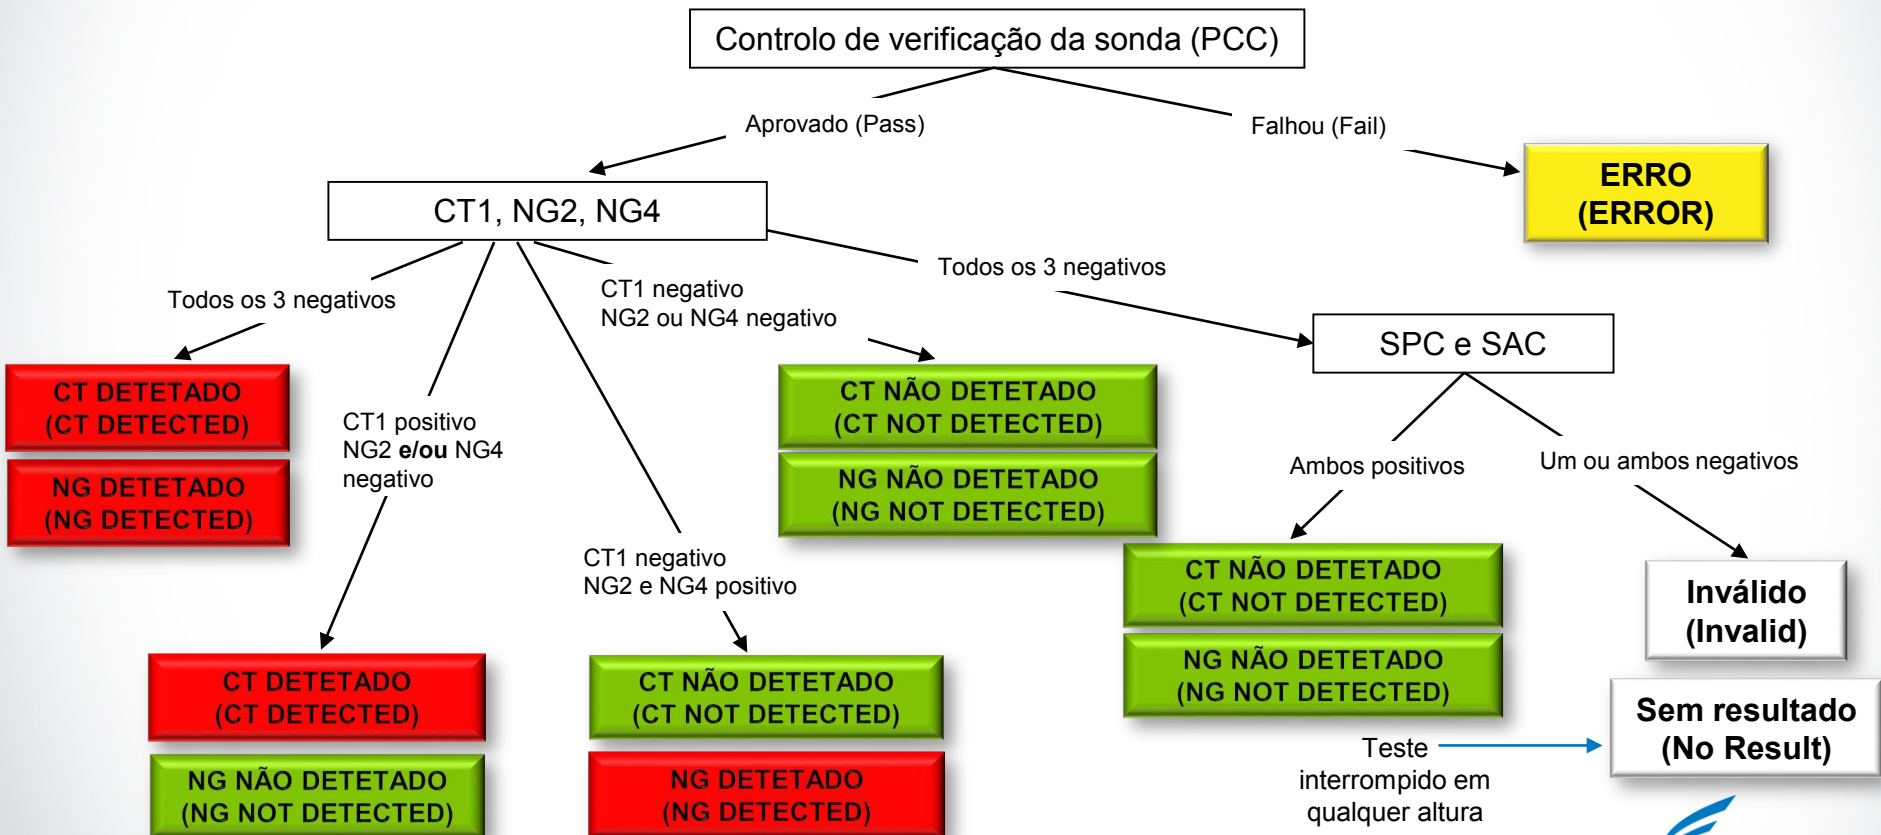 Controlo de verificação da sonda (PCC)
Aprovado (Pass)
Falhou (Fail)
ERRO
(ERROR)
CT1, NG2, NG4
Todos os 3 negativos
CT1 negativo
NG2 ou NG4 negativo
Todos os 3 negativos
SPC e SAC
CT DETETADO
(CT DETECTED)
NG DETETADO
(NG DETECTED)
CT1 positivo
NG2 e/ou NG4
negativo
CT NÃO DETETADO
(CT NOT DETECTED)
NG NÃO DETETADO
(NG NOT DETECTED)
Ambos positivos
Um ou ambos negativos
CT1 negativo
NG2 e NG4 positivo
CT NÃO DETETADO
(CT NOT DETECTED)
NG NÃO DETETADO
(NG NOT DETECTED)
Inválido
(Invalid)
CT DETETADO
(CT DETECTED)
NG NÃO DETETADO
(NG NOT DETECTED)
CT NÃO DETETADO
(CT NOT DETECTED)
NG DETETADO
(NG DETECTED)
Sem resultado
(No Result)
Teste
interrompido em
qualquer altura